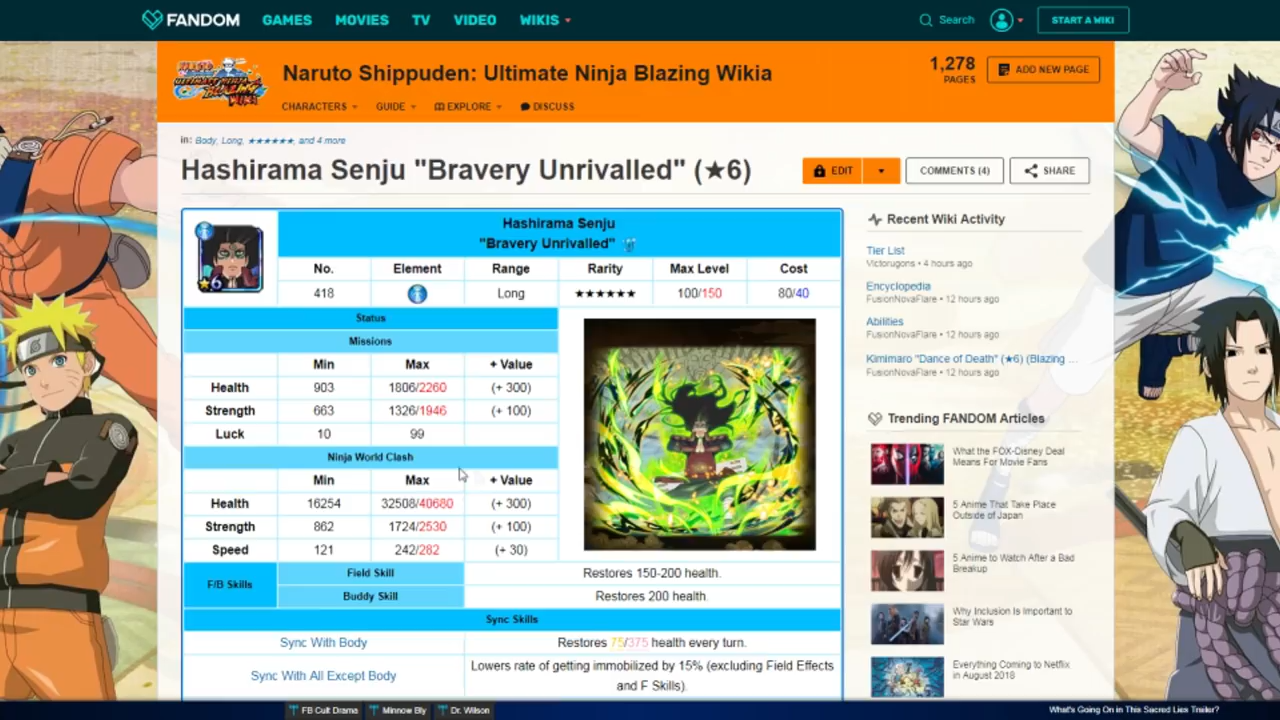 FANDOM GAMES MOVIES TV VIDEO WIKIS Search START A WIKI
Naruto Shippuden: Ultimate Ninja Blazing Wikia 1,278 PAGES ADD NEW PAGE
CHARACTERS GUIDE EXPLORE DISCUSS
in: Body, Long, ★★★★★★, and 4 more
Hashirama Senju "Bravery Unrivalled" (★6) EDIT COMMENTS (4) SHARE
Hashirama Senju
"Bravery Unrivalled"
★6
No. Element Range Rarity Max Level Cost
418 Long ★★★★★★ 100/150 80/40
Status
Missions
Min Max + Value
Health 903 1806/2260 (+ 300)
Strength 663 1326/1946 (+ 100)
Luck 10 99
Ninja World Clash
Min Max + Value
Health 16254 32508/40680 (+ 300)
Strength 862 1724/2530 (+ 100)
Speed 121 242/282 (+ 30)
F/B Skills
Field Skill Restores 150-200 health.
Buddy Skill Restores 200 health.
Sync Skills
Sync With Body Restores 75/375 health every turn.
Sync With All Except Body Lowers rate of getting immobilized by 15% (excluding Field Effects
and F Skills).
Recent Wiki Activity
Tier List
Victorugons • 4 hours ago
Encyclopedia
FusionNovaFlare • 12 hours ago
Abilities
FusionNovaFlare • 12 hours ago
Kimimaro "Dance of Death" (★6) (Blazing ...
FusionNovaFlare • 12 hours ago
Trending FANDOM Articles
What the FOX-Disney Deal
Means For Movie Fans
5 Anime That Take Place
Outside of Japan
5 Anime to Watch After a Bad
Breakup
Why Inclusion Is Important to
Star Wars
Everything Coming to Netflix
in August 2018
FB Cult Drama Minnow Bly Dr. Wilson What's Going On in This Sacred Lies Trailer?